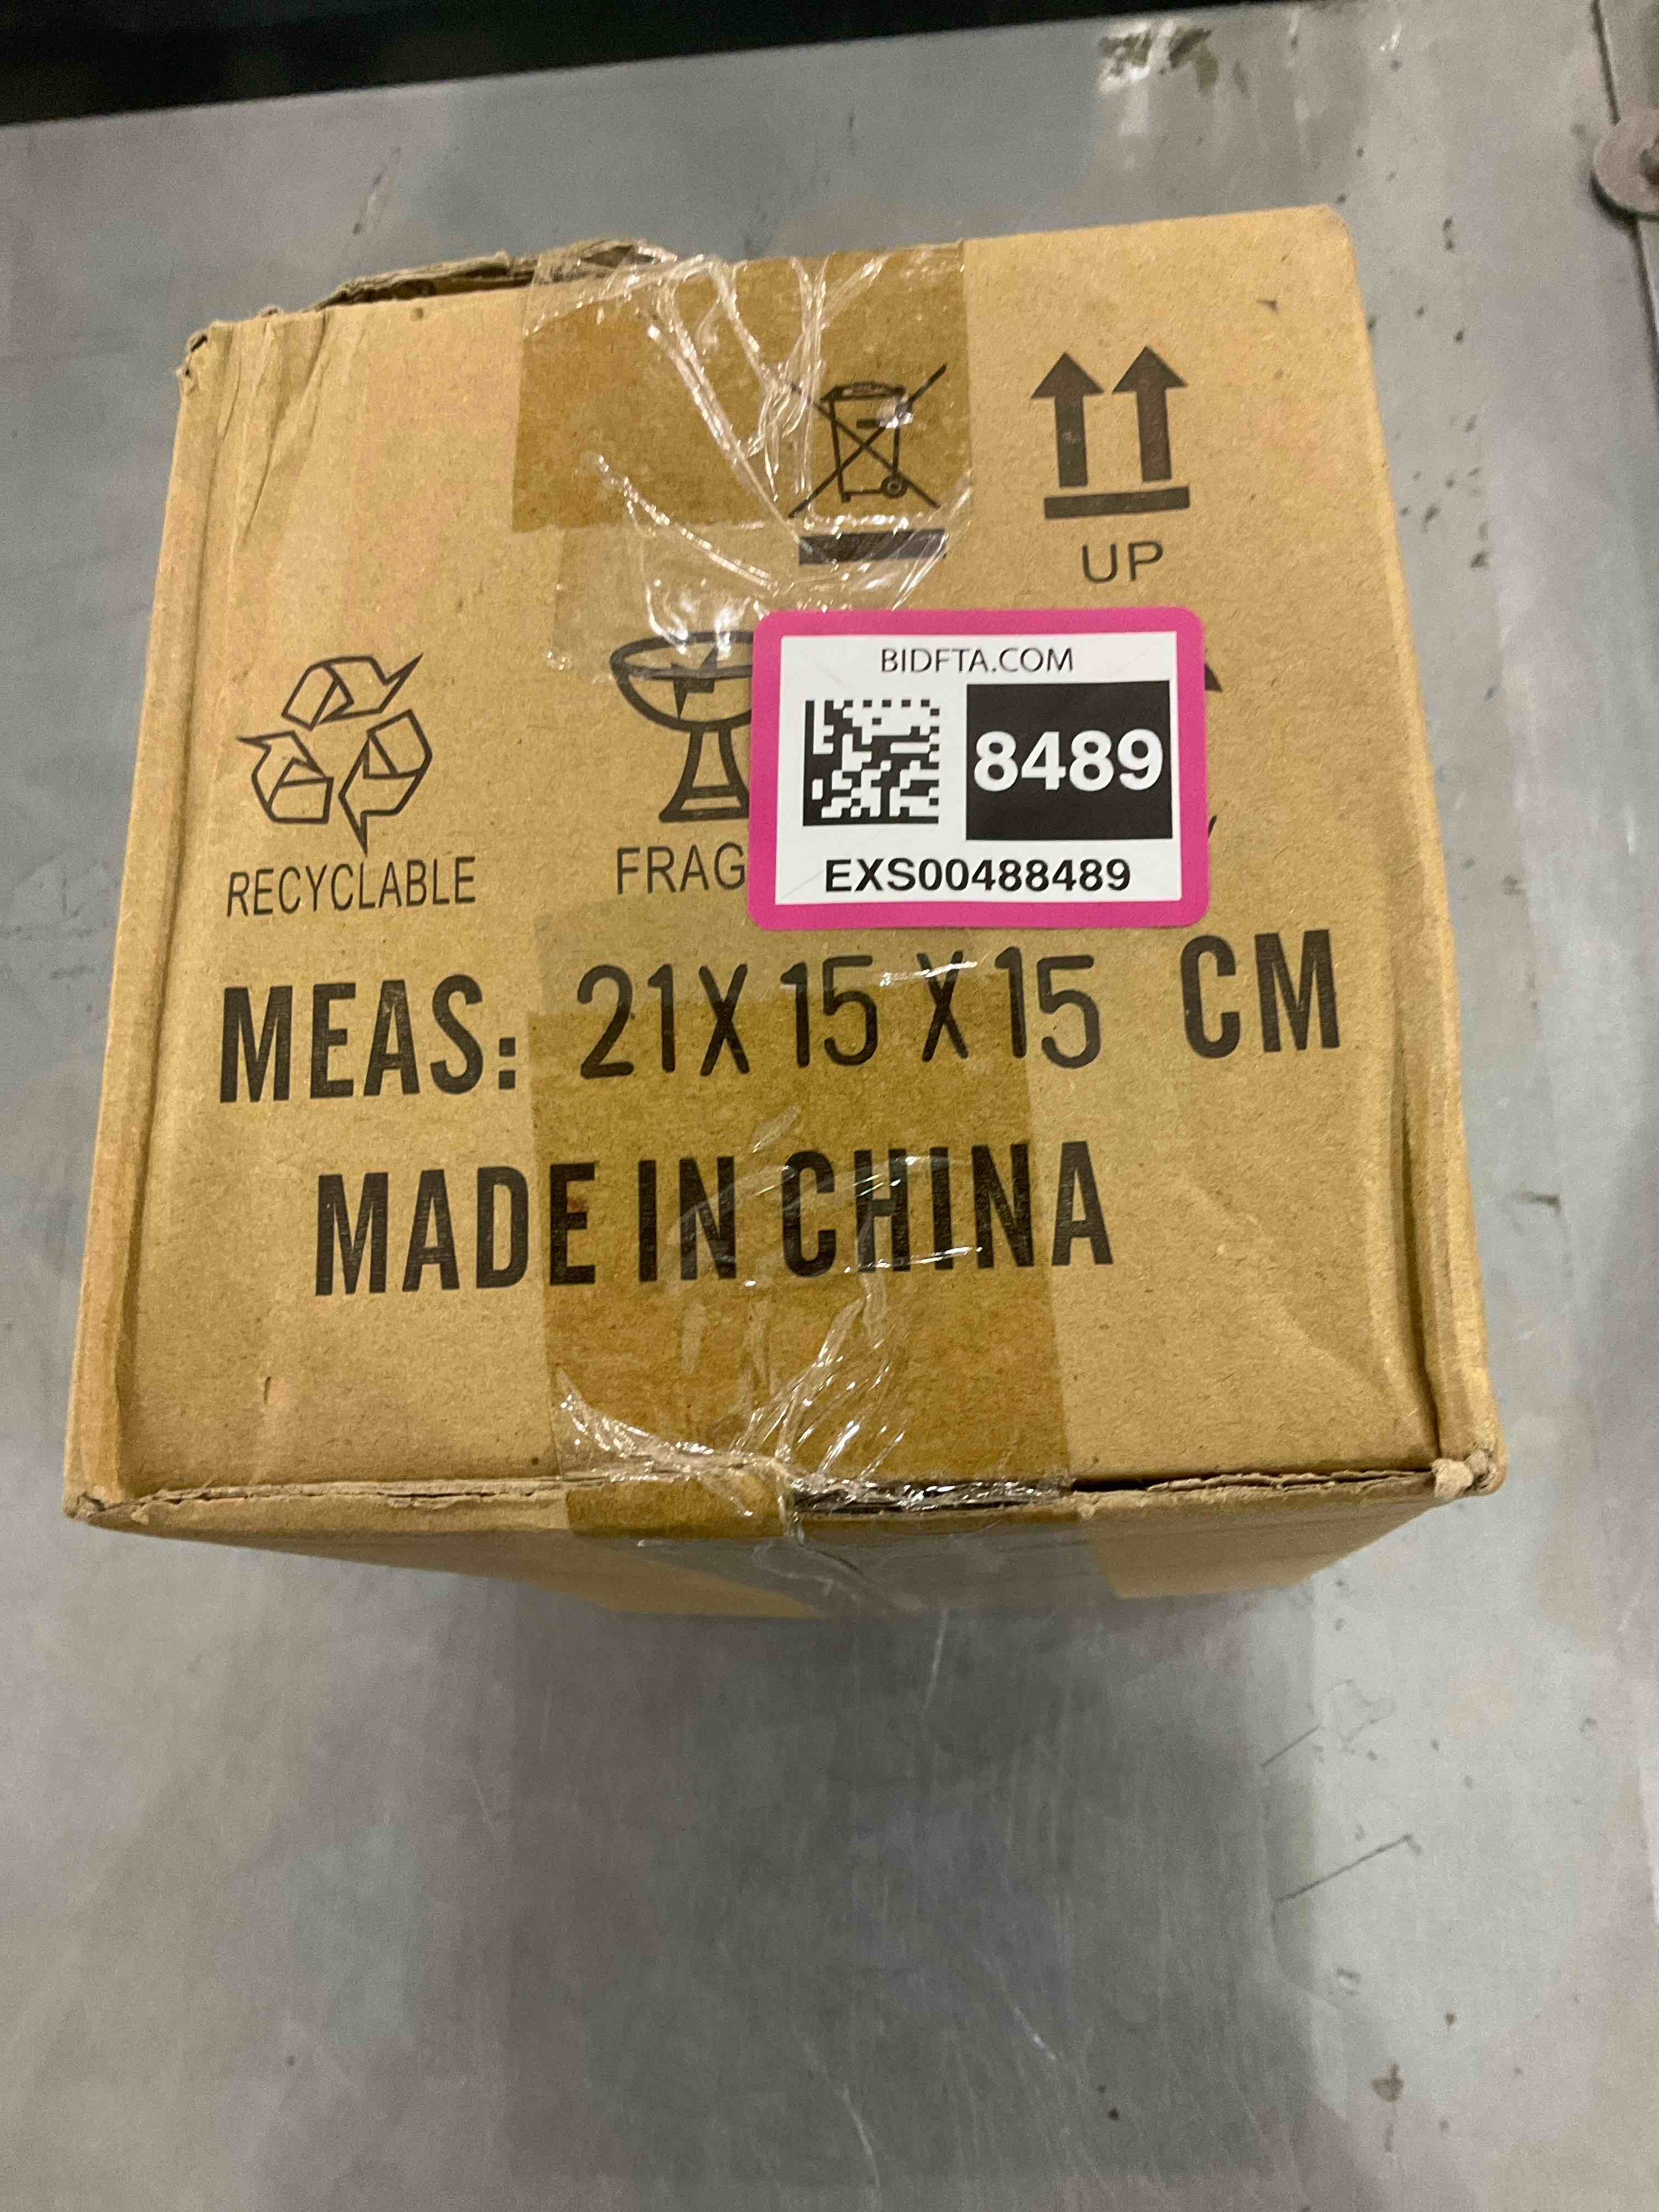 UP
BIDFTA.COM
8489
EXS00488489
RECYCLABLE
FRAG
MEAS: 21X15X15 CM
MADE IN CHINA